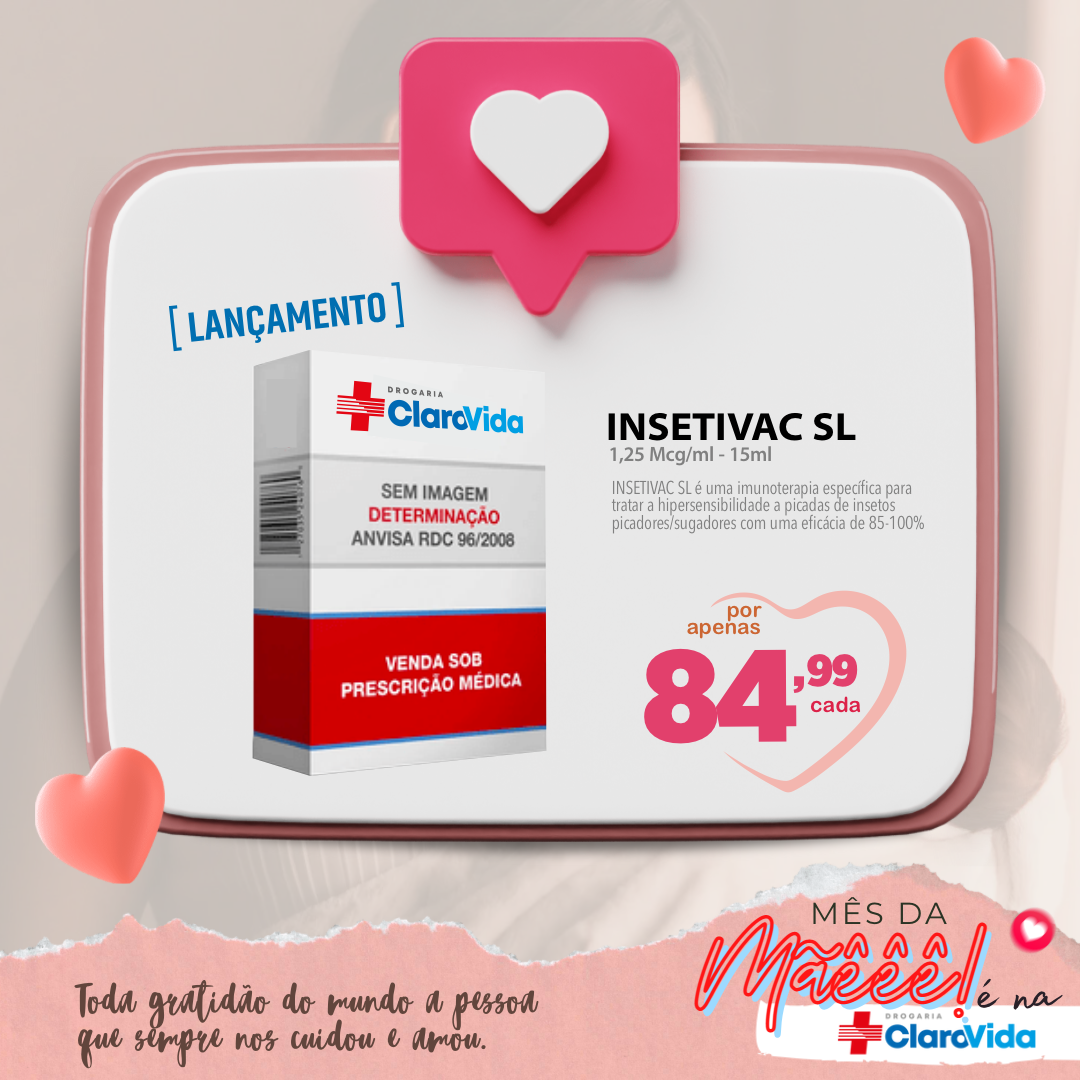 [ LANÇAMENTO ]
DROGARIA
ClaroVida
SEM IMAGEM
DETERMINAÇÃO
ANVISA RDC 96/2008
VENDA SOB
PRESCRIÇÃO MÉDICA
INSETIVAC SL
1,25 Mcg/ml - 15ml
INSETIVAC SL é uma imunoterapia específica para
tratar a hipersensibilidade a picadas de insetos
picadores/sugadores com uma eficácia de 85-100%
por
apenas
84,99
cada
Toda gratidão do mundo a pessoa
que sempre nos cuidou e amou.
MÊS DA
Mãêêê!
é na
DROGARIA
ClaroVida